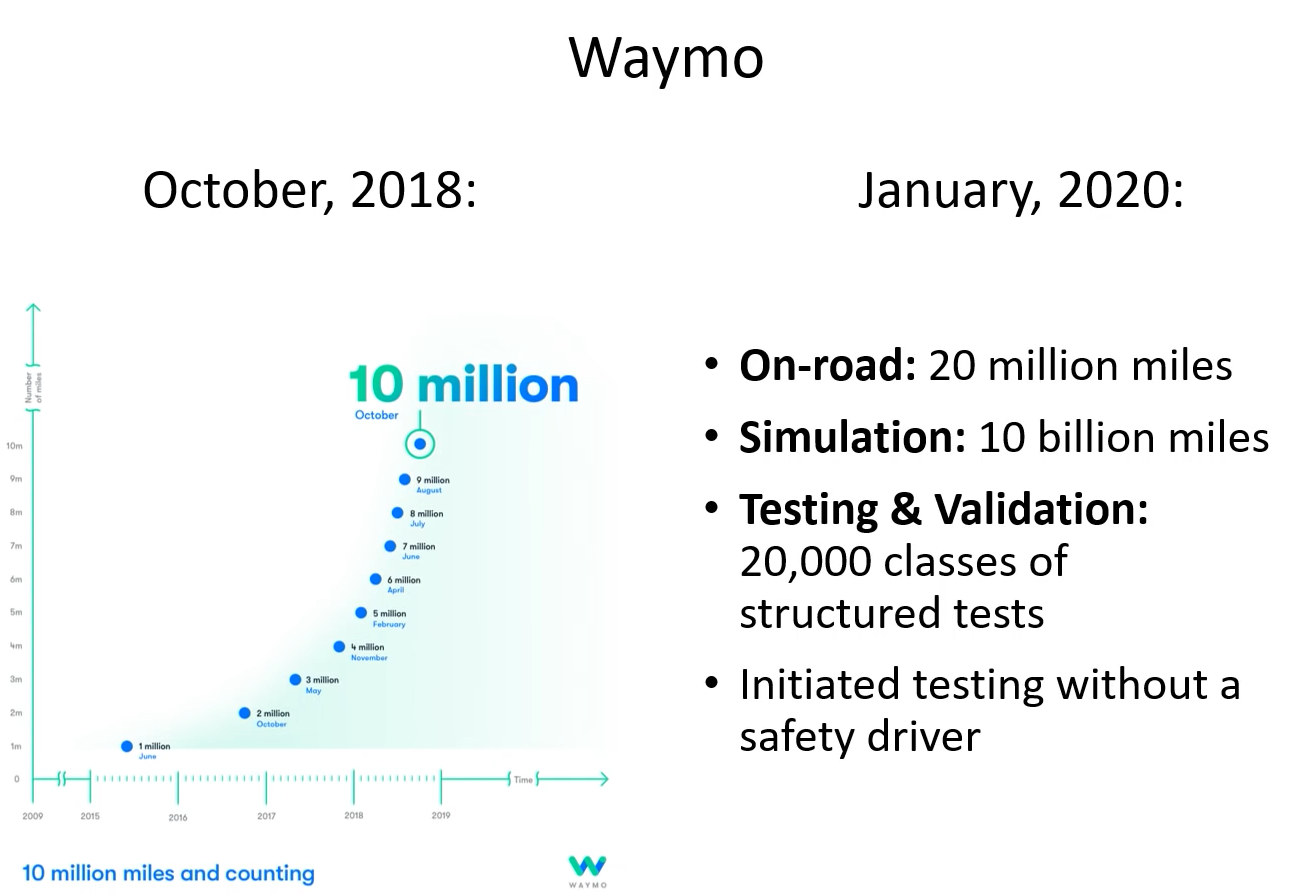 Waymo
October, 2018:
January, 2020:
Number
of miles
10 million
October
10m
9m
8m
7m
6m
5m
4m
3m
2m
1m
0
9 million
August
8 million
July
7 million
June
6 million
April
5 million
February
4 million
November
3 million
May
2 million
October
1 million
June
Time
2009
2015
2016
2017
2018
2019
10 million miles and counting
WAYMO
• On-road: 20 million miles
• Simulation: 10 billion miles
• Testing & Validation:
20,000 classes of
structured tests
• Initiated testing without a
safety driver